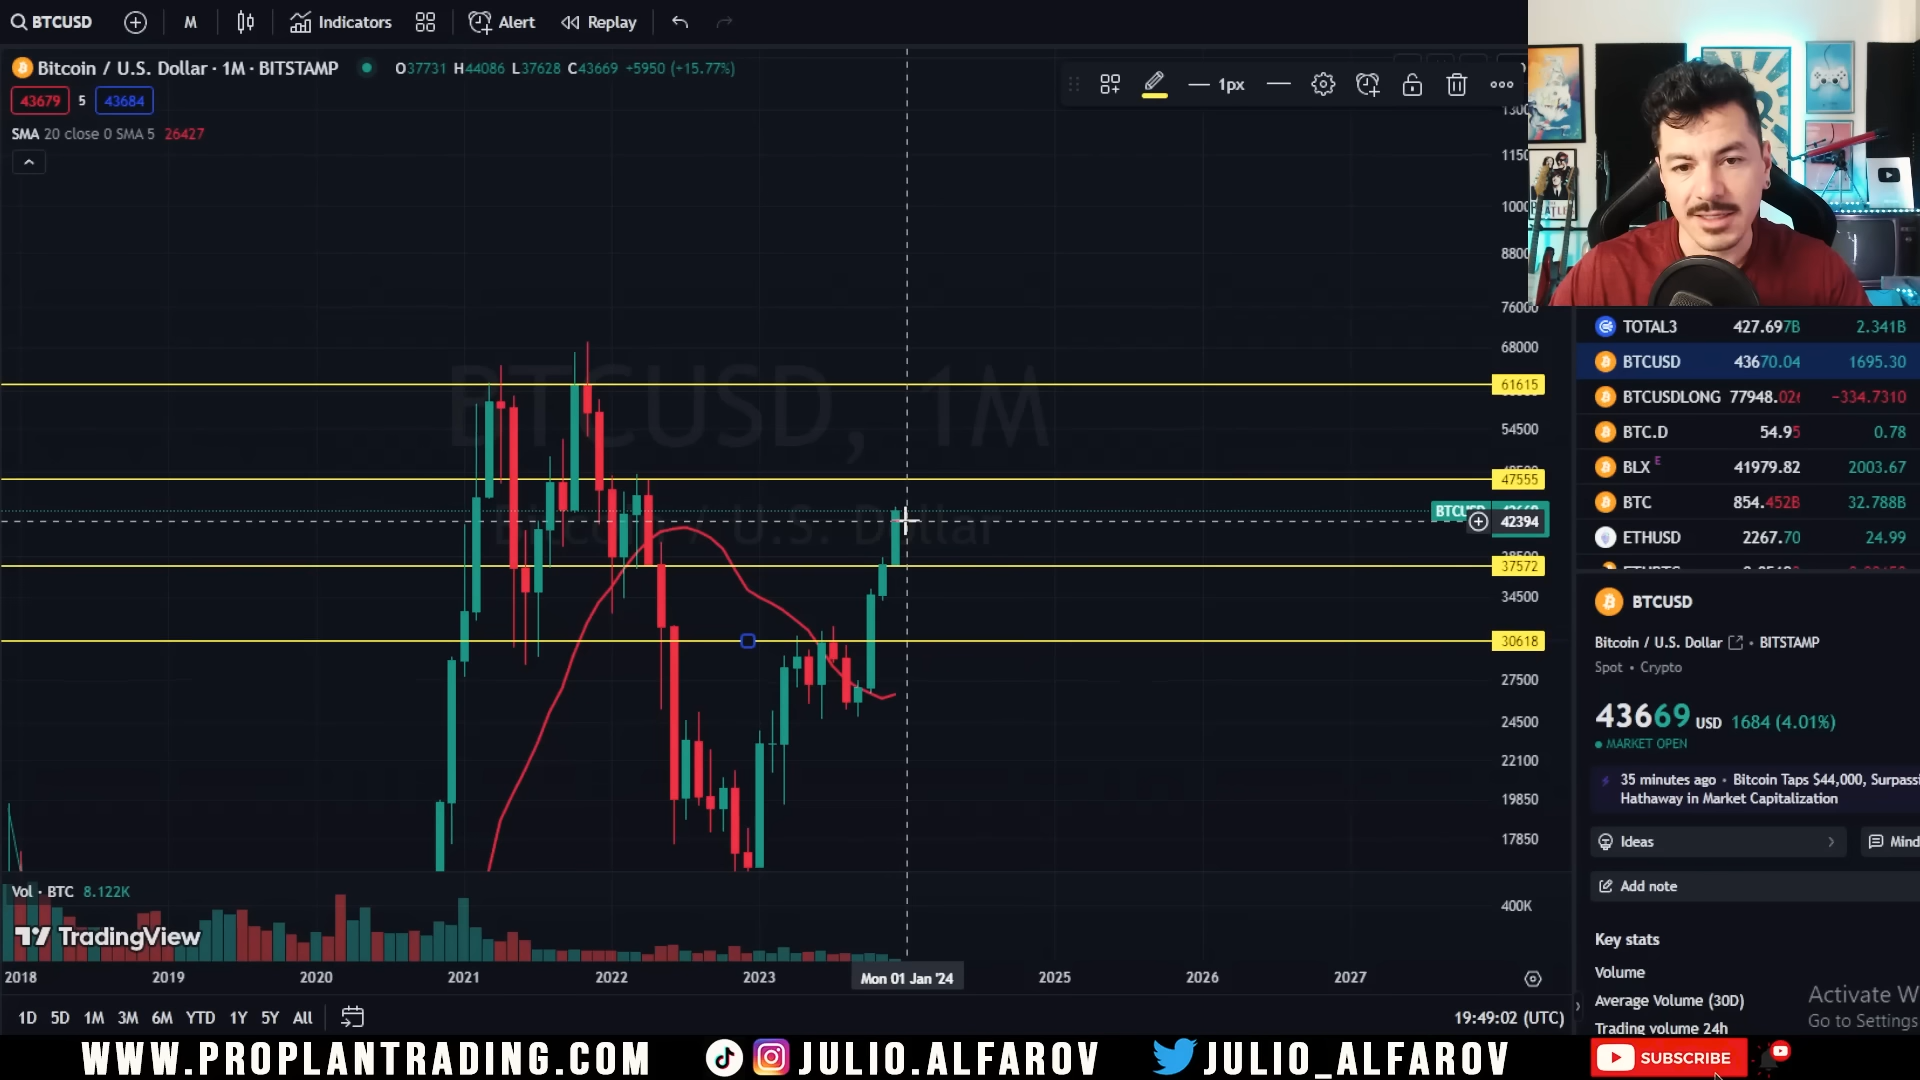 BTCUSD
M
Indicators
Alert
Replay
Bitcoin / U.S. Dollar · 1M · BITSTAMP
O37731 H44086 L37628 C43669 +5950 (+15.77%)
43679 5 43684
SMA 20 close 0 SMA 5 26427
1px
BTCUSD, 1M
Bitcoin / U.S. Dollar
76000
68000
61615
54500
47555
42394
37572
34500
30618
27500
24500
22100
19850
17850
400K
Vol · BTC 8.122K
TradingView
2018
2019
2020
2021
2022
2023
Mon 01 Jan '24
2025
2026
2027
1D 5D 1M 3M 6M YTD 1Y 5Y All
19:49:02 (UTC)
TOTAL3 427.697B 2.341B
BTCUSD 43670.04 1695.30
BTCUSDLONG 77948.02 −334.7310
BTC.D 54.95 0.78
BLX E 41979.82 2003.67
BTC 854.452B 32.788B
ETHUSD 2267.70 24.99
BTCUSD
Bitcoin / U.S. Dollar • BITSTAMP
Spot • Crypto
43669 USD 1684 (4.01%)
MARKET OPEN
35 minutes ago • Bitcoin Taps $44,000, Surpassi
Hathaway in Market Capitalization
Ideas
Mind
Add note
Key stats
Volume
Average Volume (30D)
Trading volume 24h
Activate W
Go to Settings
WWW.PROPLANTRADING.COM
JULIO.ALFAROV
JULIO_ALFAROV
SUBSCRIBE